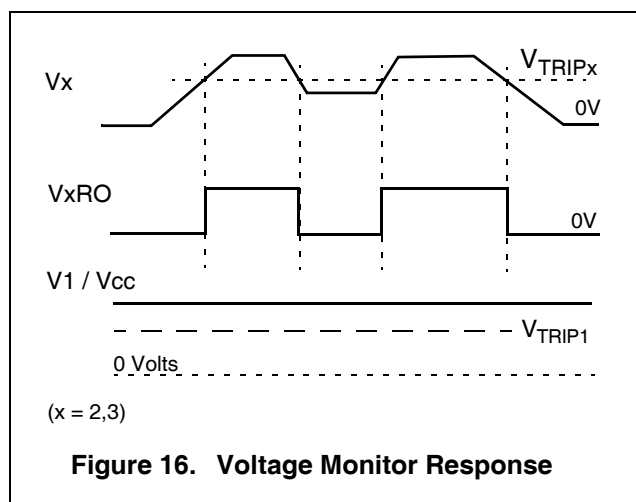 Vx
VTRIPx
0V
VxRO
0V
V1 / Vcc
VTRIP1
0 Volts
(x = 2,3)
Figure 16. Voltage Monitor Response